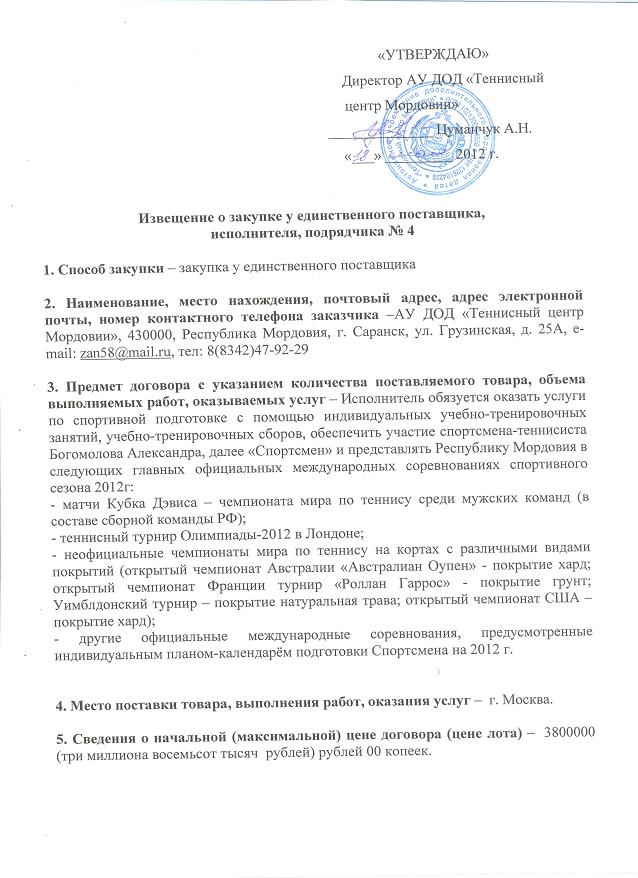 «УТВЕРЖДАЮ»
Директор АУ ДОД «Теннисный
центр Мордовии»
Цуманчук А.Н.
«18» 2012 г.
Извещение о закупке у единственного поставщика,
исполнителя, подрядчика № 4
1. Способ закупки – закупка у единственного поставщика
2. Наименование, место нахождения, почтовый адрес, адрес электронной
почты, номер контактного телефона заказчика –АУ ДОД «Теннисный центр
Мордовии», 430000, Республика Мордовия, г. Саранск, ул. Грузинская, д. 25А, e-
mail: zan58@mail.ru, тел: 8(8342)47-92-29
3. Предмет договора с указанием количества поставляемого товара, объема
выполняемых работ, оказываемых услуг – Исполнитель обязуется оказать услуги
по спортивной подготовке с помощью индивидуальных учебно-тренировочных
занятий, учебно-тренировочных сборов, обеспечить участие спортсмена-теннисиста
Богомолова Александра, далее «Спортсмен» и представлять Республику Мордовия в
следующих главных официальных международных соревнованиях спортивного
сезона 2012г:
- матчи Кубка Дэвиса – чемпионата мира по теннису среди мужских команд (в
составе сборной команды РФ);
- теннисный турнир Олимпиады-2012 в Лондоне;
- неофициальные чемпионаты мира по теннису на кортах с различными видами
покрытий (открытый чемпионат Австралии «Австралиан Оупен» - покрытие хард;
открытый чемпионат Франции турнир «Роллан Гаррос» - покрытие грунт;
Уимблдонский турнир – покрытие натуральная трава; открытый чемпионат США –
покрытие хард);
- другие официальные международные соревнования, предусмотренные
индивидуальным планом-календарём подготовки Спортсмена на 2012 г.
4. Место поставки товара, выполнения работ, оказания услуг – г. Москва.
5. Сведения о начальной (максимальной) цене договора (цене лота) – 3800000
(три миллиона восемьсот тысяч рублей) рублей 00 копеек.